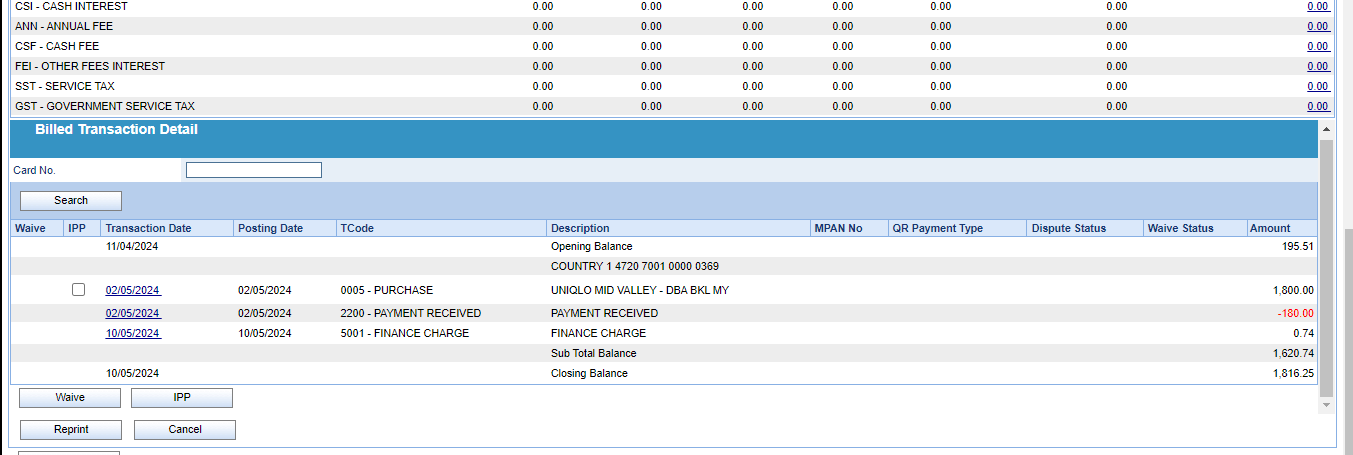 CSI - CASH INTEREST 0.00 0.00 0.00 0.00 0.00 0.00 0.00
ANN - ANNUAL FEE 0.00 0.00 0.00 0.00 0.00 0.00 0.00
CSF - CASH FEE 0.00 0.00 0.00 0.00 0.00 0.00 0.00
FEI - OTHER FEES INTEREST 0.00 0.00 0.00 0.00 0.00 0.00 0.00
SST - SERVICE TAX 0.00 0.00 0.00 0.00 0.00 0.00 0.00
GST - GOVERNMENT SERVICE TAX 0.00 0.00 0.00 0.00 0.00 0.00 0.00
Billed Transaction Detail
Card No.
Search
Waive IPP Transaction Date Posting Date TCode Description MPAN No QR Payment Type Dispute Status Waive Status Amount
11/04/2024 Opening Balance 195.51
COUNTRY 1 4720 7001 0000 0369
02/05/2024 02/05/2024 0005 - PURCHASE UNIQLO MID VALLEY - DBA BKL MY 1,800.00
02/05/2024 02/05/2024 2200 - PAYMENT RECEIVED PAYMENT RECEIVED -180.00
10/05/2024 10/05/2024 5001 - FINANCE CHARGE FINANCE CHARGE 0.74
Sub Total Balance 1,620.74
10/05/2024 Closing Balance 1,816.25
Waive IPP
Reprint Cancel